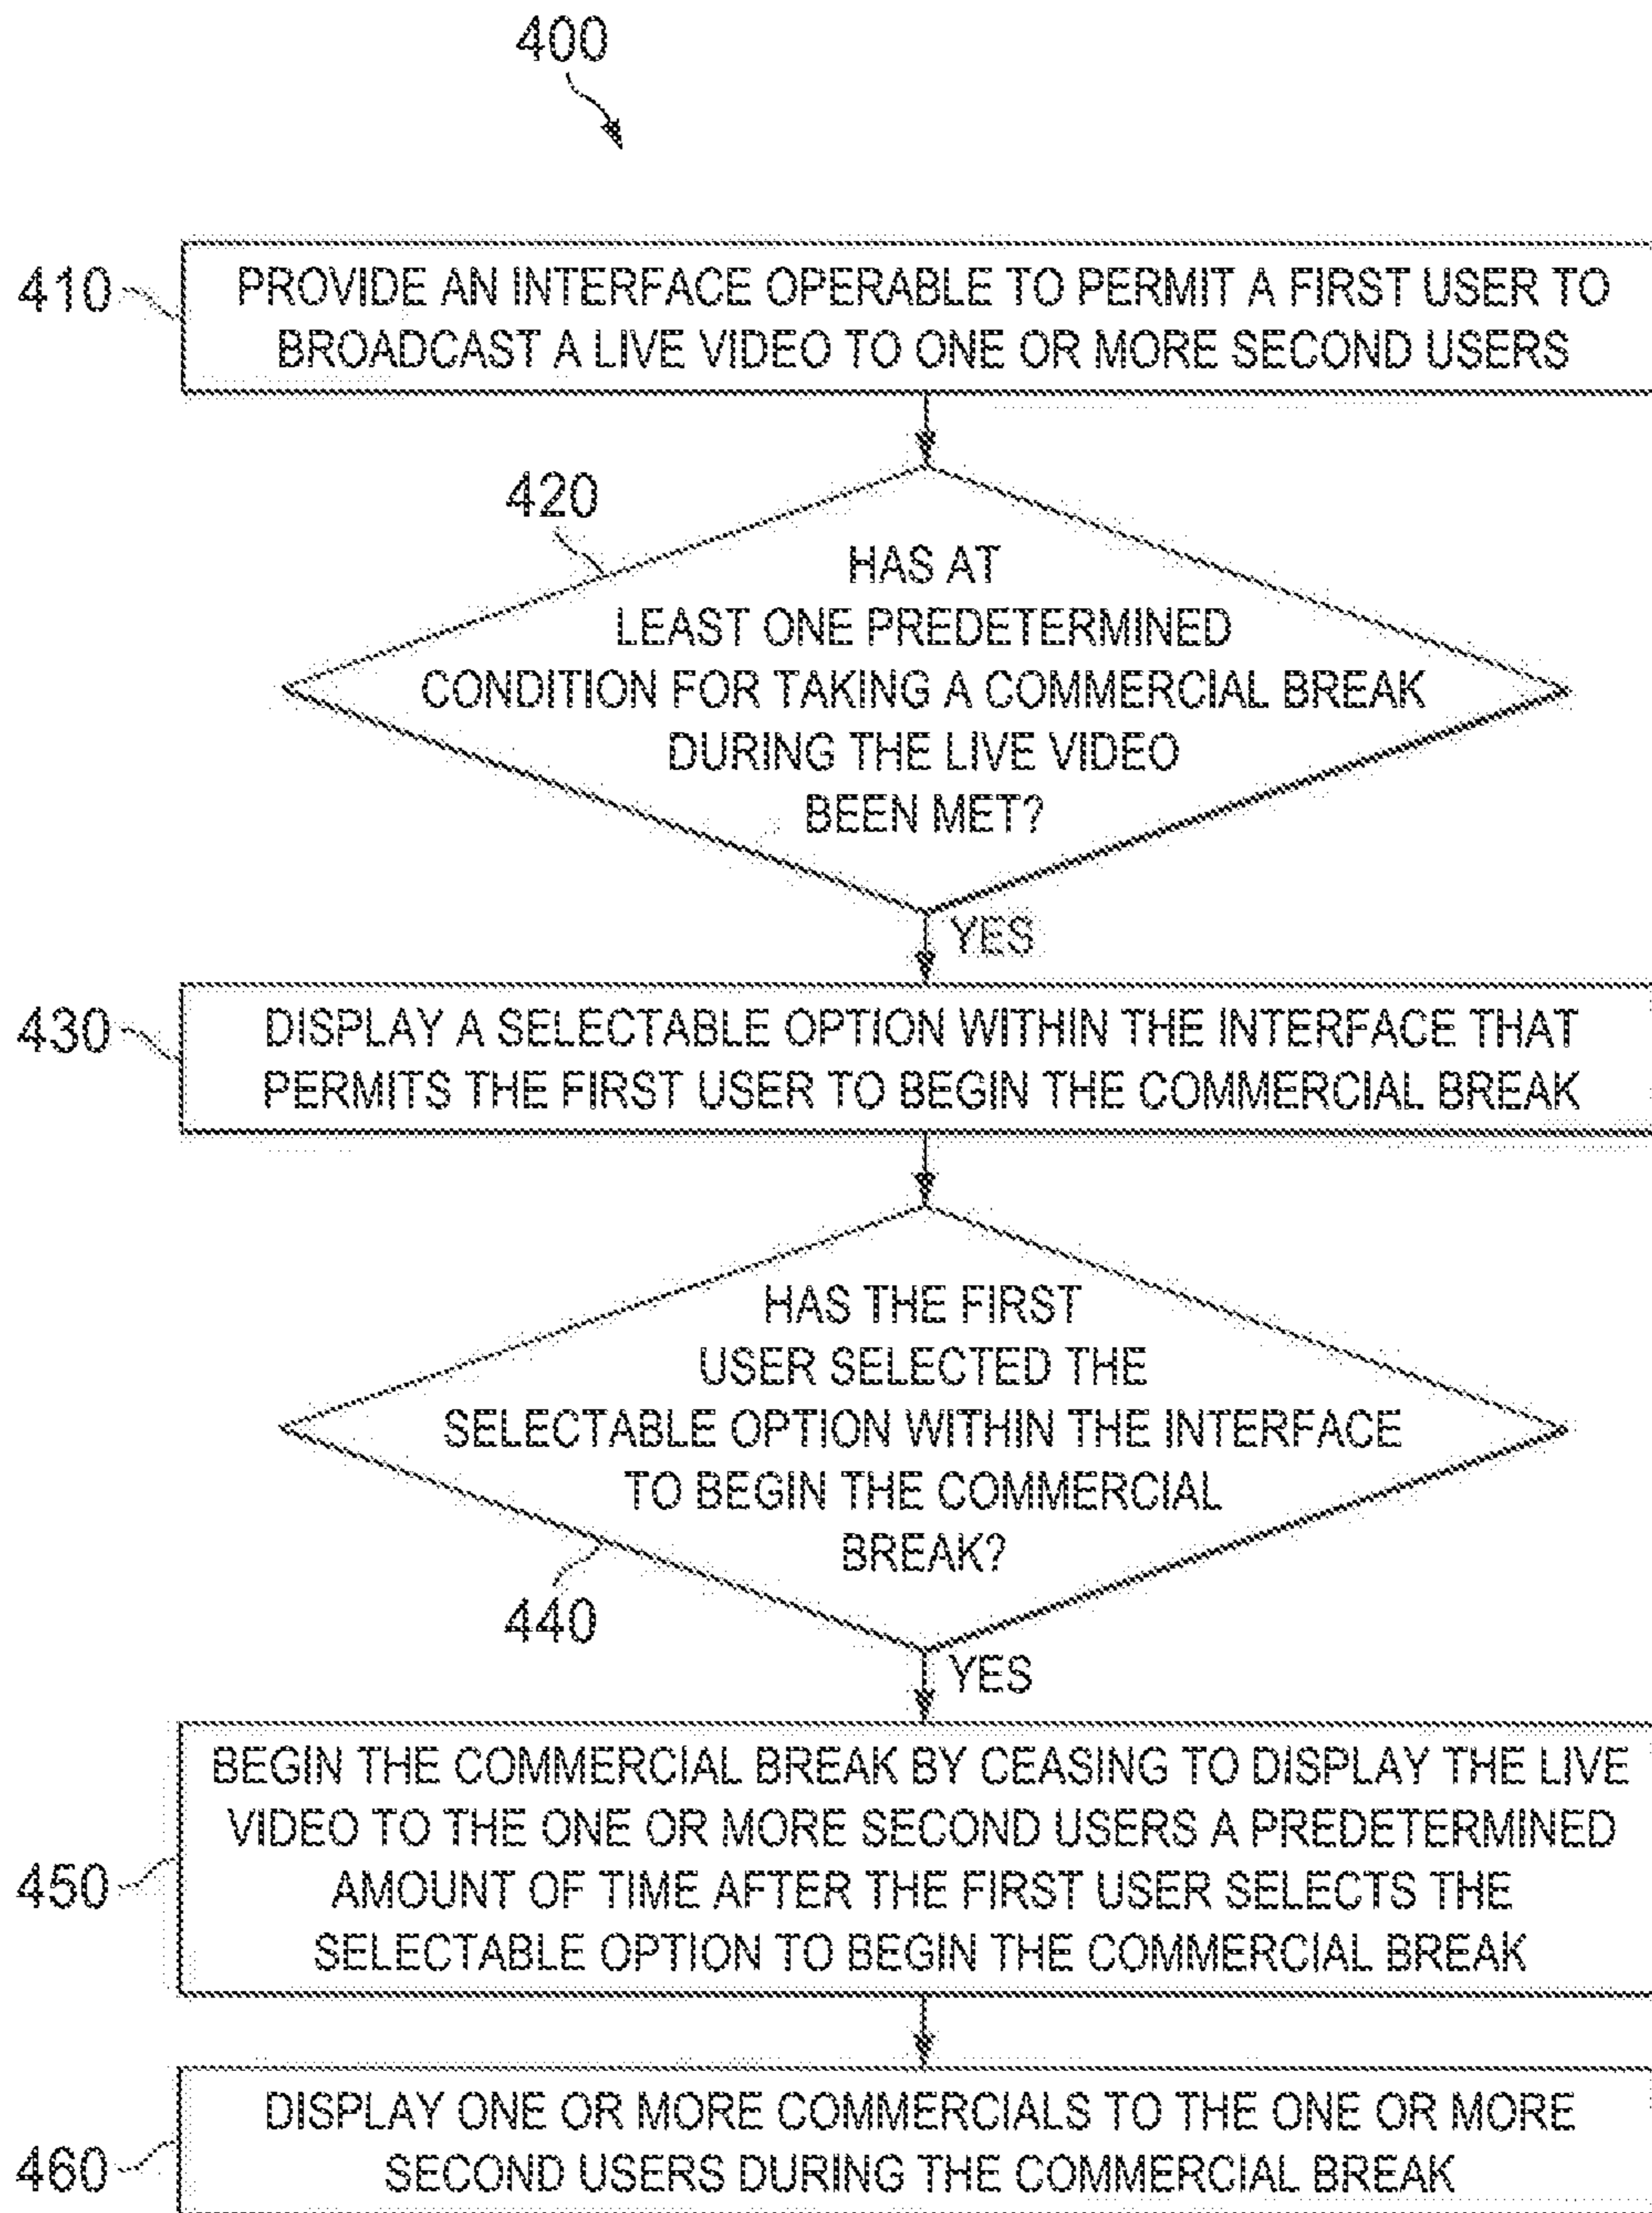 400
410
PROVIDE AN INTERFACE OPERABLE TO PERMIT A FIRST USER TO
BROADCAST A LIVE VIDEO TO ONE OR MORE SECOND USERS
420
HAS AT
LEAST ONE PREDETERMINED
CONDITION FOR TAKING A COMMERCIAL BREAK
DURING THE LIVE VIDEO
BEEN MET?
YES
430
DISPLAY A SELECTABLE OPTION WITHIN THE INTERFACE THAT
PERMITS THE FIRST USER TO BEGIN THE COMMERCIAL BREAK
HAS THE FIRST
USER SELECTED THE
SELECTABLE OPTION WITHIN THE INTERFACE
TO BEGIN THE COMMERCIAL
BREAK?
440
YES
BEGIN THE COMMERCIAL BREAK BY CEASING TO DISPLAY THE LIVE
VIDEO TO THE ONE OR MORE SECOND USERS A PREDETERMINED
450
AMOUNT OF TIME AFTER THE FIRST USER SELECTS THE
SELECTABLE OPTION TO BEGIN THE COMMERCIAL BREAK
DISPLAY ONE OR MORE COMMERCIALS TO THE ONE OR MORE
460
SECOND USERS DURING THE COMMERCIAL BREAK